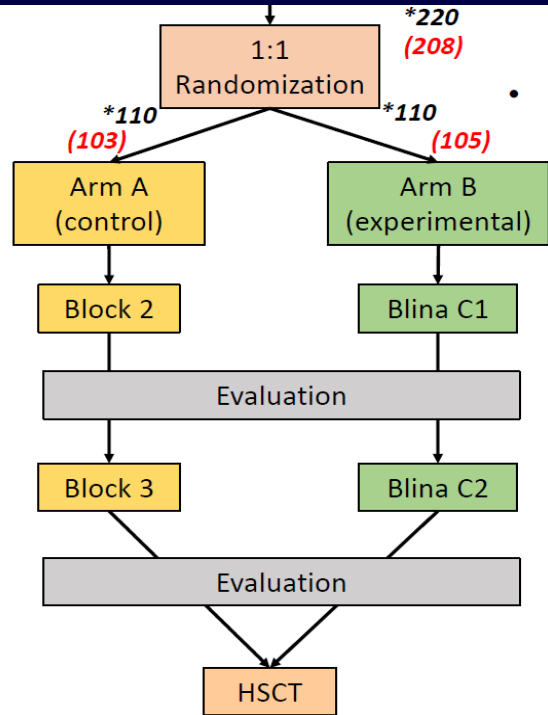 *220
(208)
1:1
Randomization
*110
(103)
*110
(105)
Arm A
(control)
Arm B
(experimental)
Block 2
Blina C1
Evaluation
Block 3
Blina C2
Evaluation
HSCT